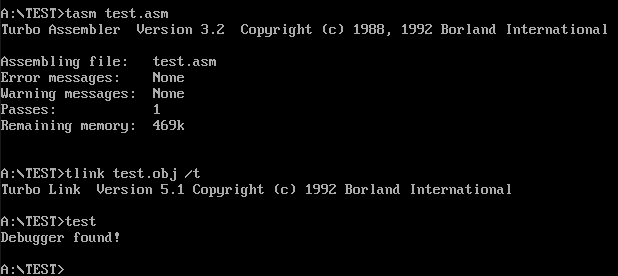 A:\TEST>tasm test.asm
Turbo Assembler  Version 3.2  Copyright (c) 1988, 1992 Borland International
Assembling file:   test.asm
Error messages:    None
Warning messages:  None
Passes:            1
Remaining memory:  469k
A:\TEST>tlink test.obj /t
Turbo Link  Version 5.1 Copyright (c) 1992 Borland International
A:\TEST>test
Debugger found!
A:\TEST>